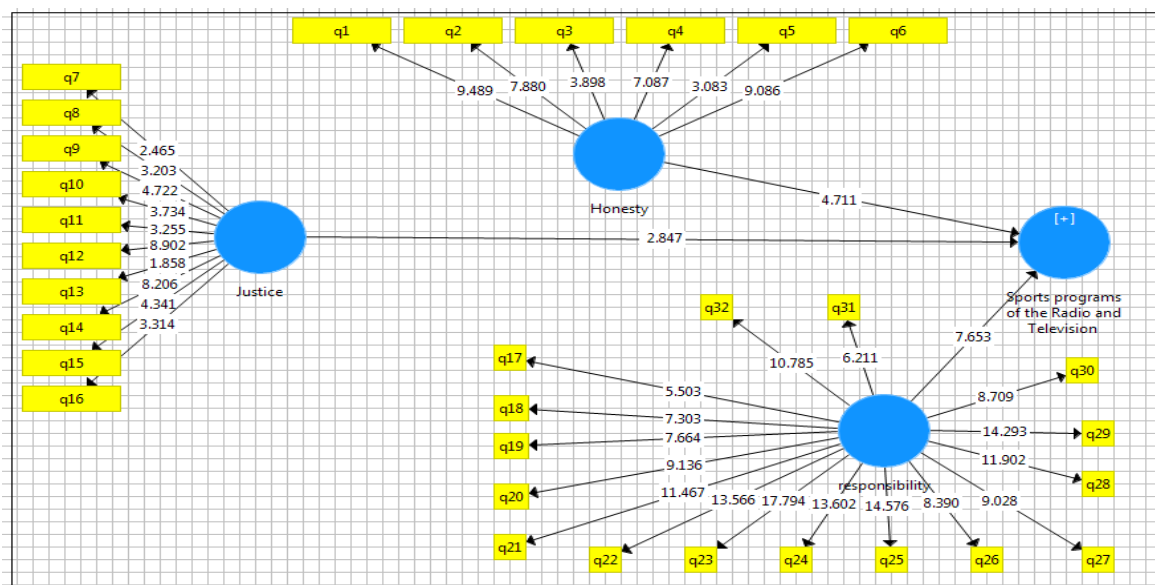 q1 q2 q3 q4 q5 q6
9.489 7.880 3.898 7.087 3.083 9.086
Honesty
4.711
q7
q8
q9
q10
q11
q12
q13
q14
q15
q16
2.465
3.203
4.722
3.734
3.255
8.902
1.858
8.206
4.341
3.314
Justice
2.847
[+]
Sports programs
of the Radio and
Television
7.653
q32 q31
10.785 6.211
q17
q18
q19
q20
q21
5.503
7.303
7.664
9.136
11.467
responsibility
q30
q29
q28
q27
8.709
14.293
11.902
9.028
13.566 17.794 13.602 14.576 8.390
q22 q23 q24 q25 q26